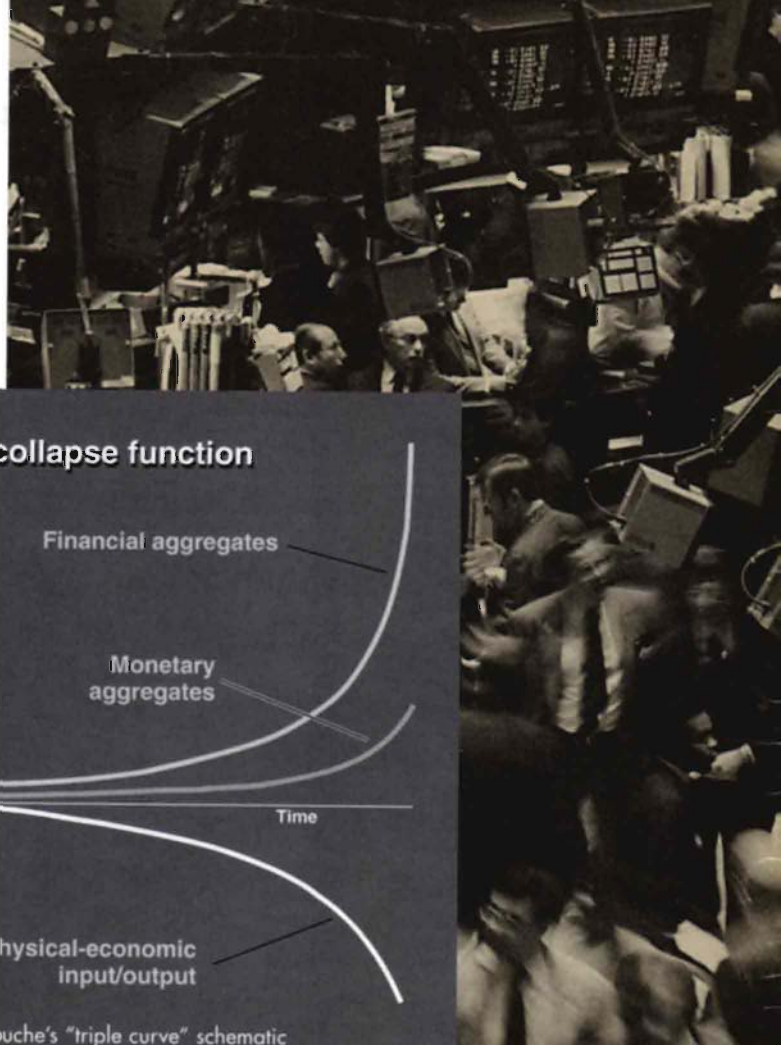 collapse function
Financial aggregates
Monetary
aggregates
Time
hysical-economic
input/output
ouche's "triple curve" schematic